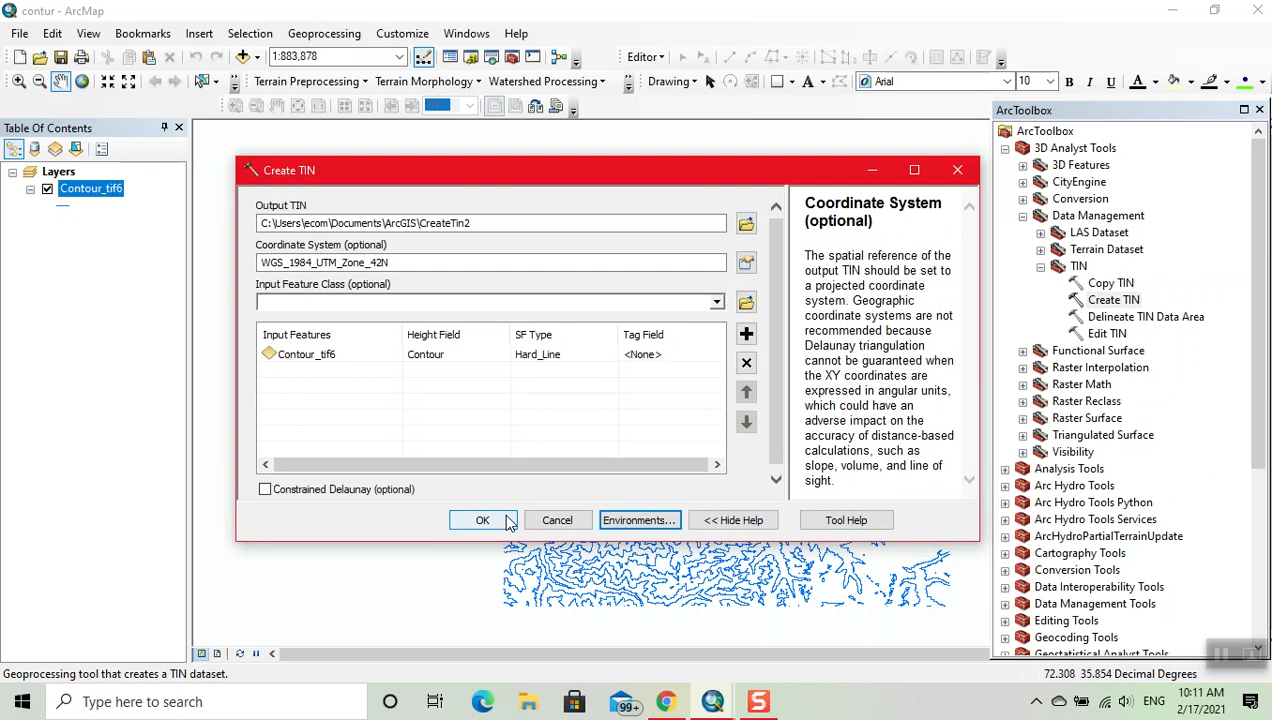 contur - ArcMap
File Edit View Bookmarks Insert Selection Geoprocessing Customize Windows Help
1:883,878
Editor
Terrain Preprocessing Terrain Morphology Watershed Processing
Drawing
Arial
10
B I U A
Table Of Contents
Layers
Contour_tif6
Create TIN
Output TIN
C:\Users\ecom\Documents\ArcGIS\CreateTin2
Coordinate System (optional)
WGS_1984_UTM_Zone_42N
Input Feature Class (optional)
Input Features Height Field SF Type Tag Field
Contour_tif6 Contour Hard_Line <None>
Constrained Delaunay (optional)
OK Cancel Environments... << Hide Help Tool Help
Coordinate System
(optional)
The spatial reference of the
output TIN should be set to
a projected coordinate
system. Geographic
coordinate systems are not
recommended because
Delaunay triangulation
cannot be guaranteed when
the XY coordinates are
expressed in angular units,
which could have an
adverse impact on the
accuracy of distance-based
calculations, such as
slope, volume, and line of
sight.
ArcToolbox
ArcToolbox
3D Analyst Tools
3D Features
CityEngine
Conversion
Data Management
LAS Dataset
Terrain Dataset
TIN
Copy TIN
Create TIN
Delineate TIN Data Area
Edit TIN
Functional Surface
Raster Interpolation
Raster Math
Raster Reclass
Raster Surface
Triangulated Surface
Visibility
Analysis Tools
Arc Hydro Tools
Arc Hydro Tools Python
Arc Hydro Tools Services
ArcHydroPartialTerrainUpdate
Cartography Tools
Conversion Tools
Data Interoperability Tools
Data Management Tools
Editing Tools
Geocoding Tools
Geostatistical Analyst Tools
Geoprocessing tool that creates a TIN dataset.
72.308 35.854 Decimal Degrees
Type here to search
99+
ENG
10:11 AM
2/17/2021